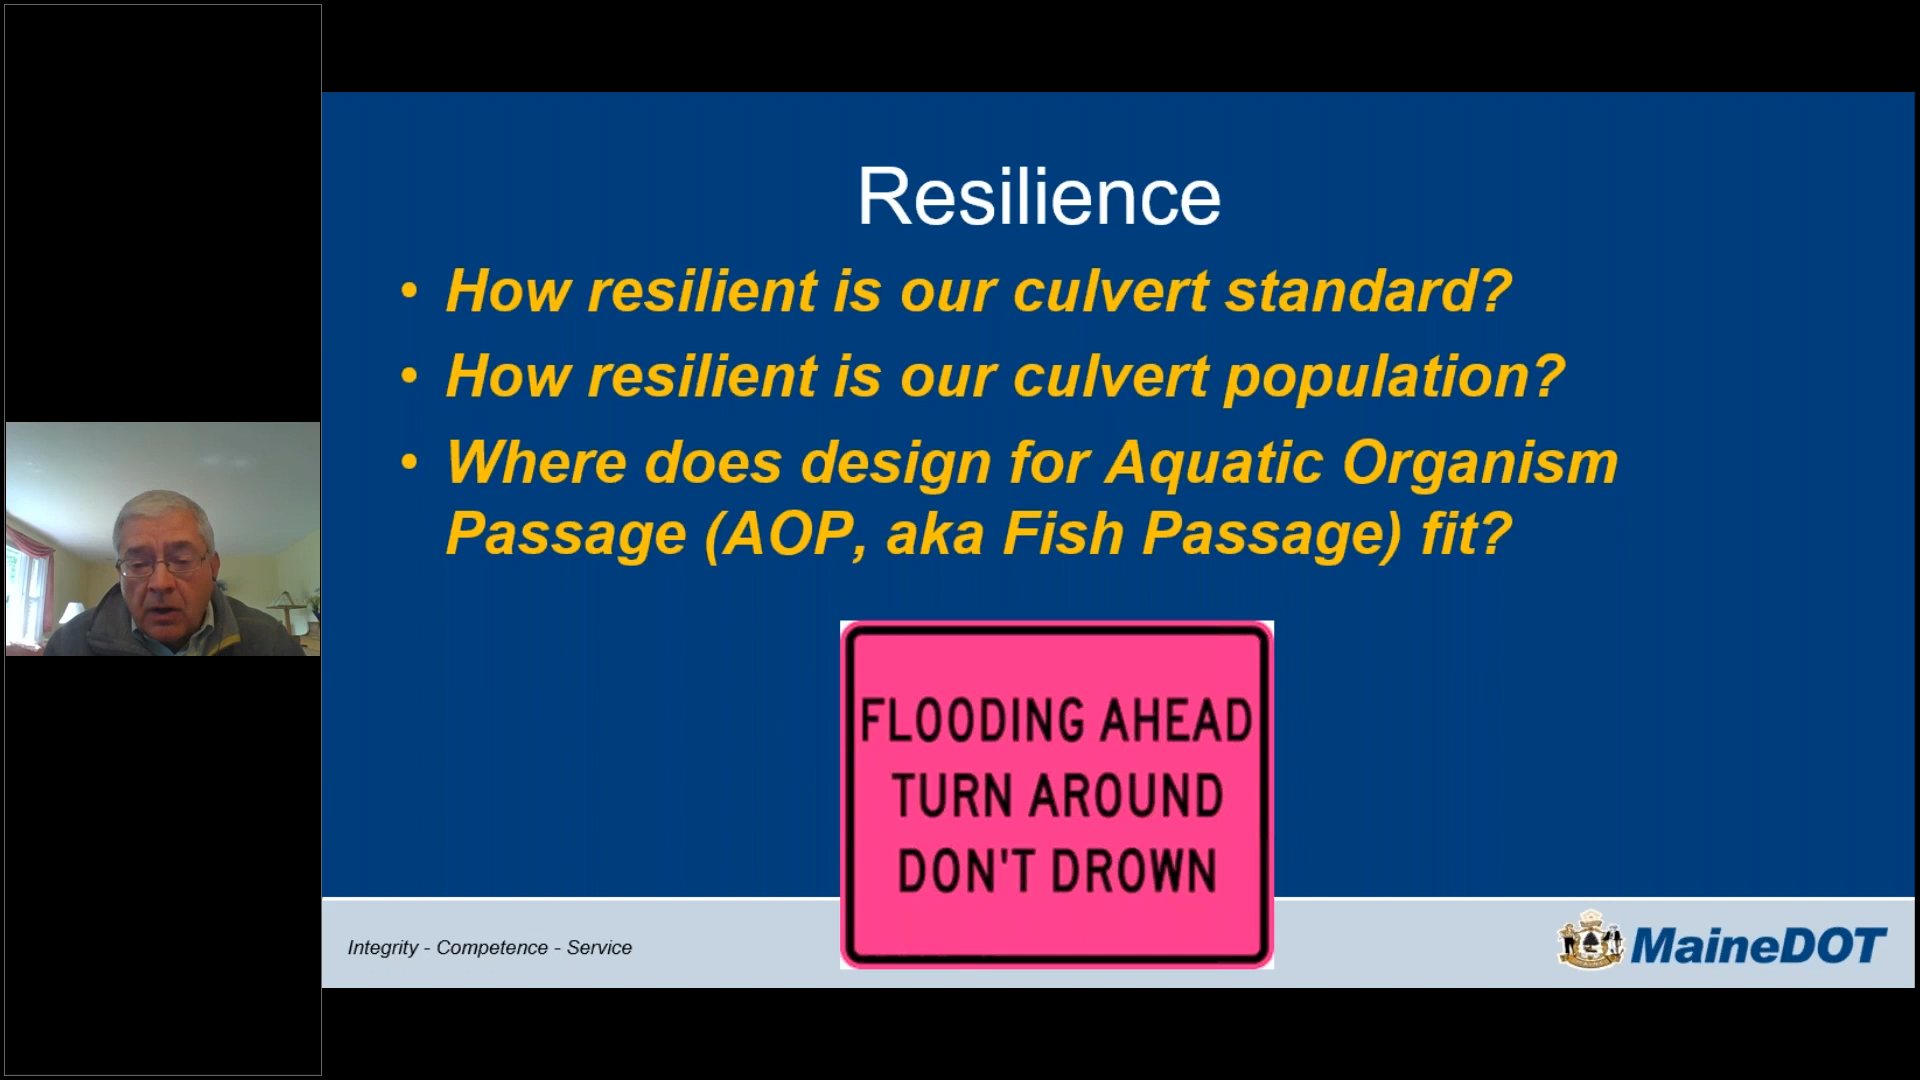 Resilience
• How resilient is our culvert standard?
• How resilient is our culvert population?
• Where does design for Aquatic Organism
Passage (AOP, aka Fish Passage) fit?
FLOODING AHEAD
TURN AROUND
DON'T DROWN
Integrity - Competence - Service
MaineDOT